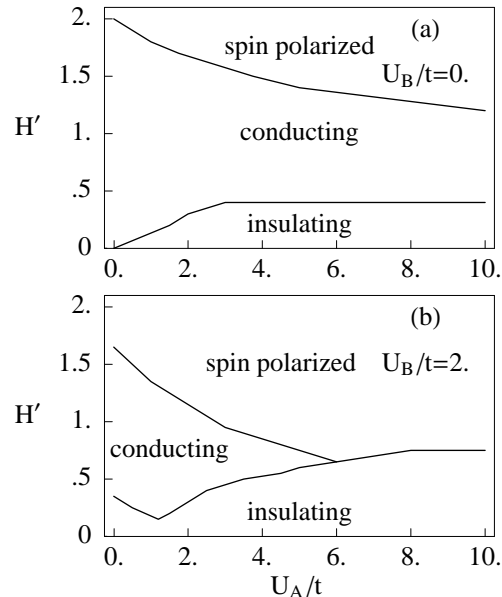 2.
spin polarized (a)
1.5
U_B/t=0.
1.
H′ conducting
.5
insulating
0
0. 2. 4. 6. 8. 10.
2.
(b)
1.5
spin polarized U_B/t=2.
1.
H′
conducting
.5
insulating
0
0. 2. 4. 6. 8. 10.
U_A/t